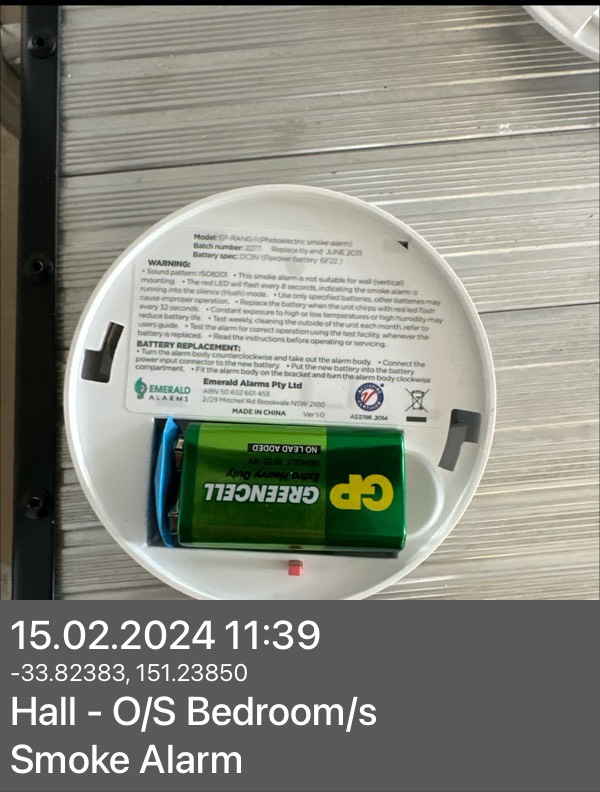 Model: EP-RANG-1 (Photoelectric smoke alarm)
Batch number: 2277 Replace by end: JUNE 2033
Battery spec: DC9V (Pairdeer battery 6F22)
WARNING:
• Sound pattern: ISO8201 • This smoke alarm is not suitable for wall (vertical)
mounting. • The red LED will flash every 8 seconds, indicating the smoke alarm is
running into the silence (Hush) mode. • Use only specified batteries, other batteries may
cause improper operation. • Replace the battery when the unit chirps with red led flash
every 32 seconds. • Constant exposure to high or low temperatures or high humidity may
reduce battery life. • Test weekly, cleaning the outside of the unit each month, refer to
users guide. • Test the alarm for correct operation using the test facility, whenever the
battery is replaced. • Read the instructions before operating or servicing.
BATTERY REPLACEMENT:
• Turn the alarm body counterclockwise and take out the alarm body. • Connect the
power input connector to the new battery. • Put the new battery into the battery
compartment. • Fit the alarm body on the bracket and turn the alarm body clockwise
EMERALD
ALARMS
Emerald Alarms Pty Ltd
ABN 50 632 601 453
2/29 Mitchell Rd Brookvale NSW 2100
MADE IN CHINA Ver 1.0
AS3786: 2014
GP
GREENCELL
Extra Heavy Duty
NO LEAD ADDED
15.02.2024 11:39
-33.82383, 151.23850
Hall - O/S Bedroom/s
Smoke Alarm